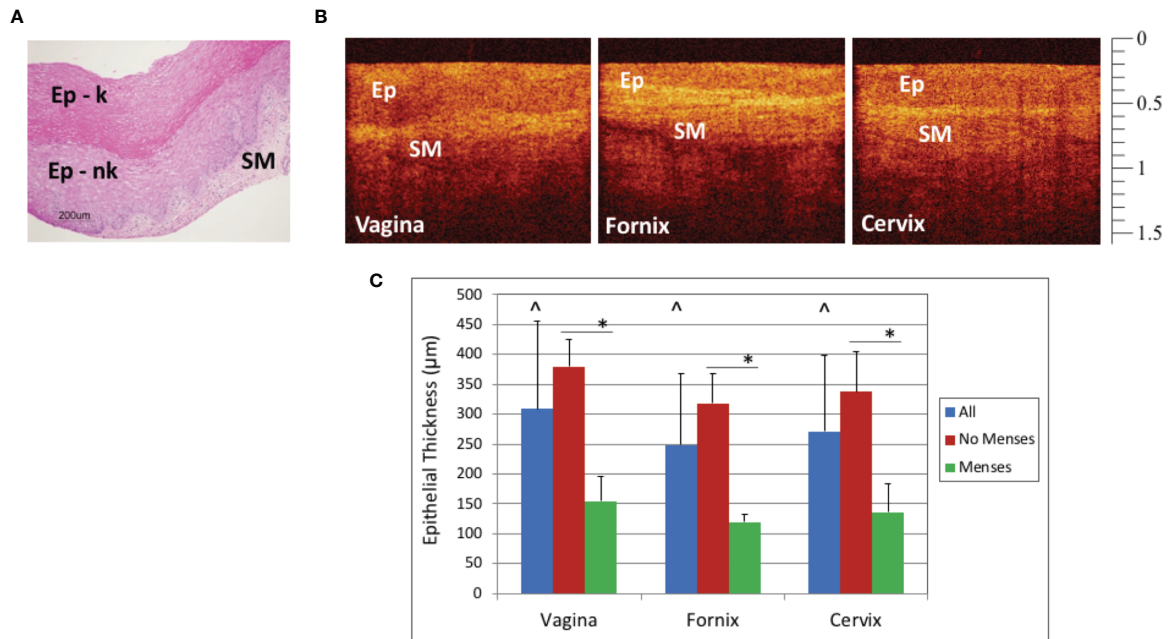 A
Ep - k
Ep - nk
SM
200um
B
Ep
SM
Vagina
Ep
SM
Fornix
Ep
SM
Cervix
0
0.5
1
1.5
C
Epithelial Thickness (µm)
500
450
400
350
300
250
200
150
100
50
0
^
*
^
*
^
*
Vagina
Fornix
Cervix
All
No Menses
Menses